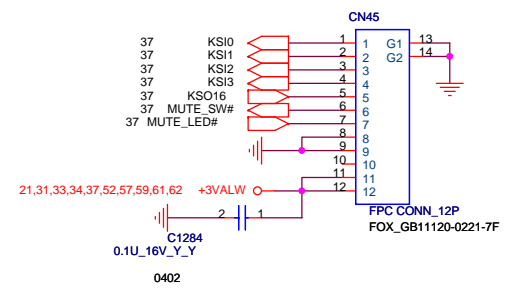 CN45
37 KSI0 1 1 G1 13
37 KSI1 2 2 G2 14
37 KSI2 3 3
37 KSI3 4 4
37 KSO16 5 5
37 MUTE_SW# 6 6
37 MUTE_LED# 7 7
8 8
9 9
10 10
11 11
21,31,33,34,37,52,57,59,61,62 +3VALW 12 12
2 1
FPC CONN_12P
FOX_GB11120-0221-7F
C1284
0.1U_16V_Y_Y
0402